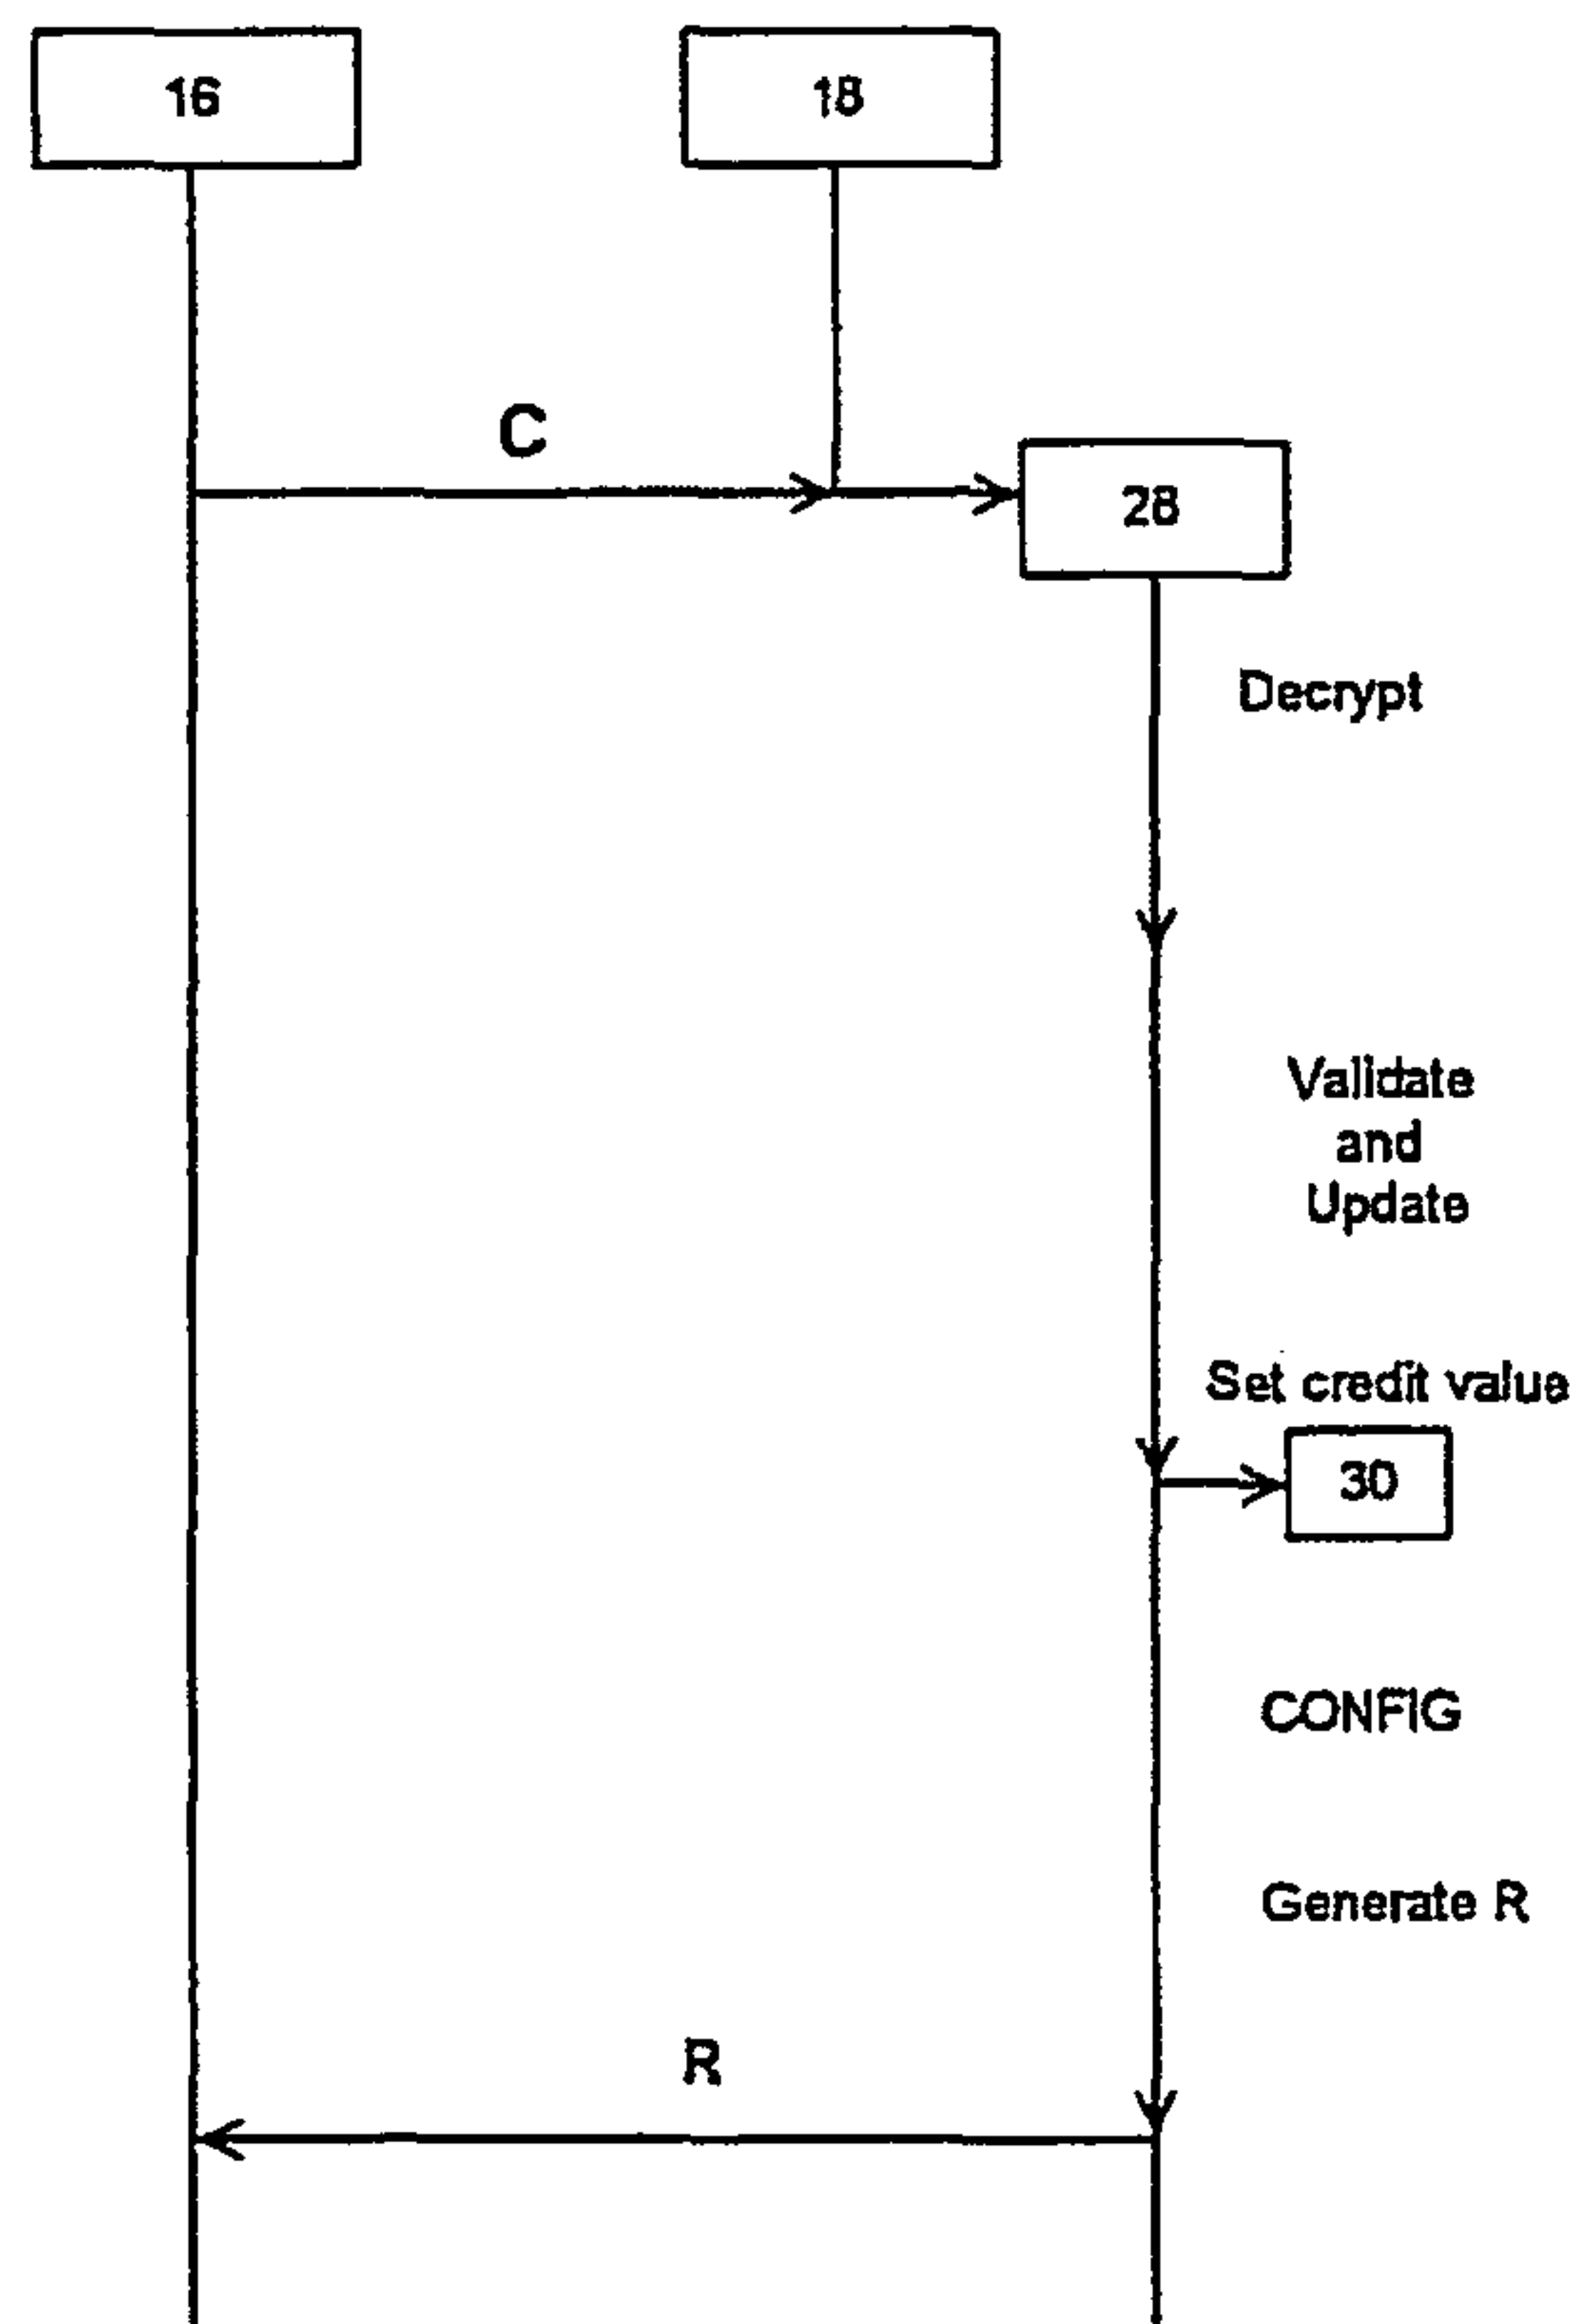 16
18
C
28
Decrypt
Validate
and
Update
Set credit value
30
CONFIG
Generate R
R